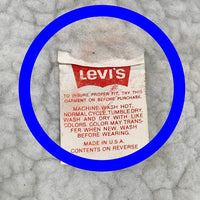 LEVI'S
TO INSURE PROPER FIT, TRY THIS
GARMENT ON BEFORE PURCHASE.
MACHINE WASH HOT,
NORMAL CYCLE, TUMBLE DRY.
WASH AND DRY WITH LIKE
COLORS. COLOR MAY TRANS-
FER WHEN NEW. WASH
BEFORE WEARING.
MADE IN U.S.A.
CONTENTS ON REVERSE